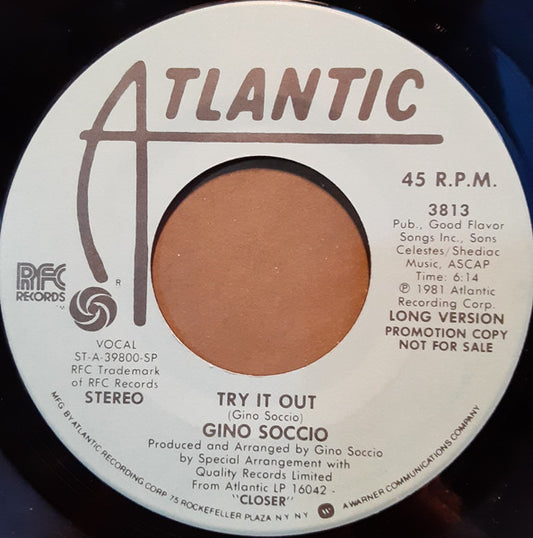 ATLANTIC
®
45 R.P.M.
3813
Pub., Good Flavor
Songs Inc., Sons
Celestes/Shediac
Music, ASCAP
Time: 6:14
℗ 1981 Atlantic
Recording Corp.
LONG VERSION
PROMOTION COPY
NOT FOR SALE
RFC
RECORDS
TM
VOCAL
ST-A-39800-SP
RFC Trademark
of RFC Records
STEREO
TRY IT OUT
(Gino Soccio)
GINO SOCCIO
Produced and Arranged by Gino Soccio
by Special Arrangement with
Quality Records Limited
From Atlantic LP 16042 -
"CLOSER"
MFG BY ATLANTIC RECORDING CORP 75 ROCKEFELLER PLAZA NY NY A WARNER COMMUNICATIONS COMPANY